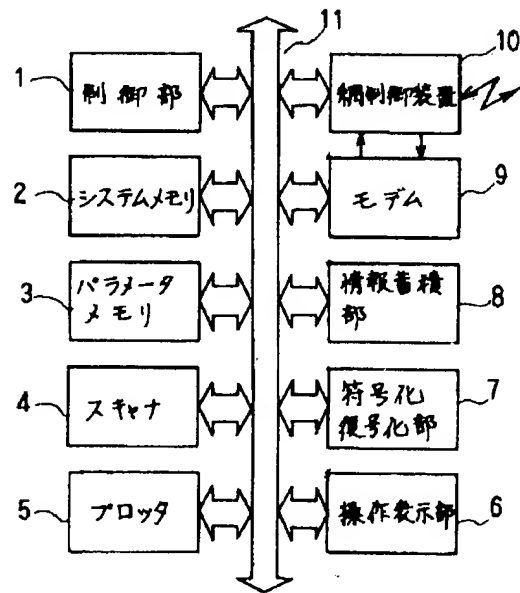 11
1
制御部
10
網制御装置
2
システムメモリ
9
モデム
3
パラメータ
メモリ
8
情報蓄積
部
4
スキャナ
7
符号化
復号化部
5
プロッタ
6
操作表示部